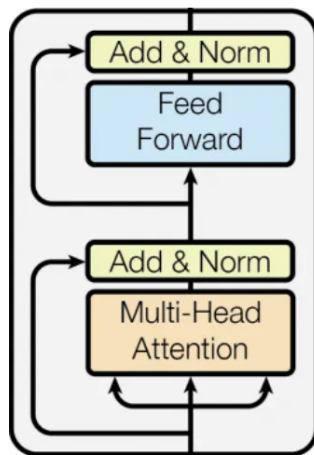 Add & Norm
Feed
Forward
Add & Norm
Multi-Head
Attention